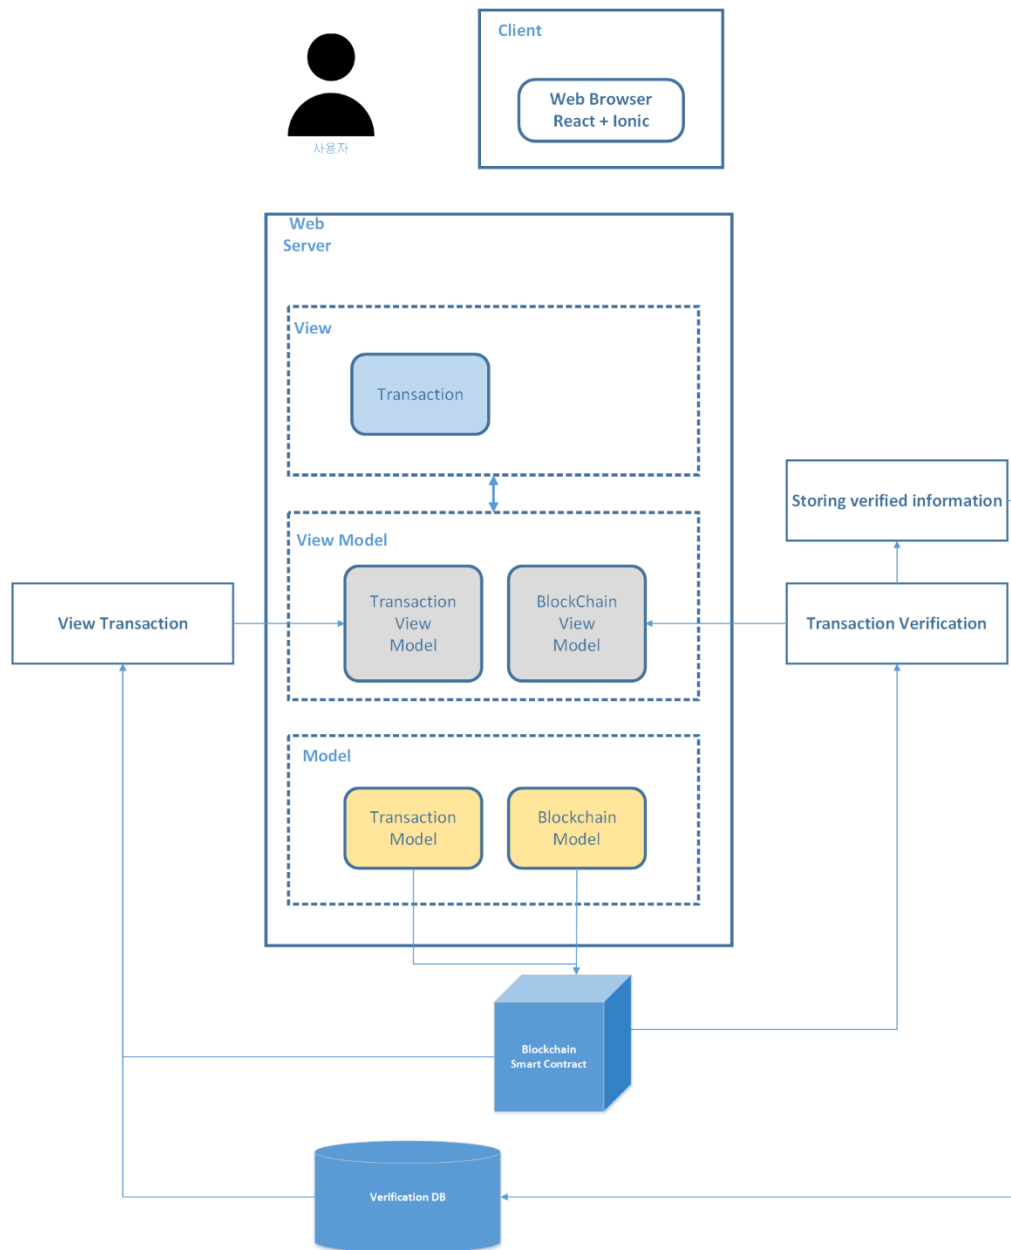 Client
Web Browser
React + Ionic
사용자
Web
Server
View
Transaction
Storing verified information
View Model
Transaction
View
Model
BlockChain
View
Model
View Transaction
Transaction Verification
Model
Transaction
Model
Blockchain
Model
Blockchain
Smart Contract
Verification DB